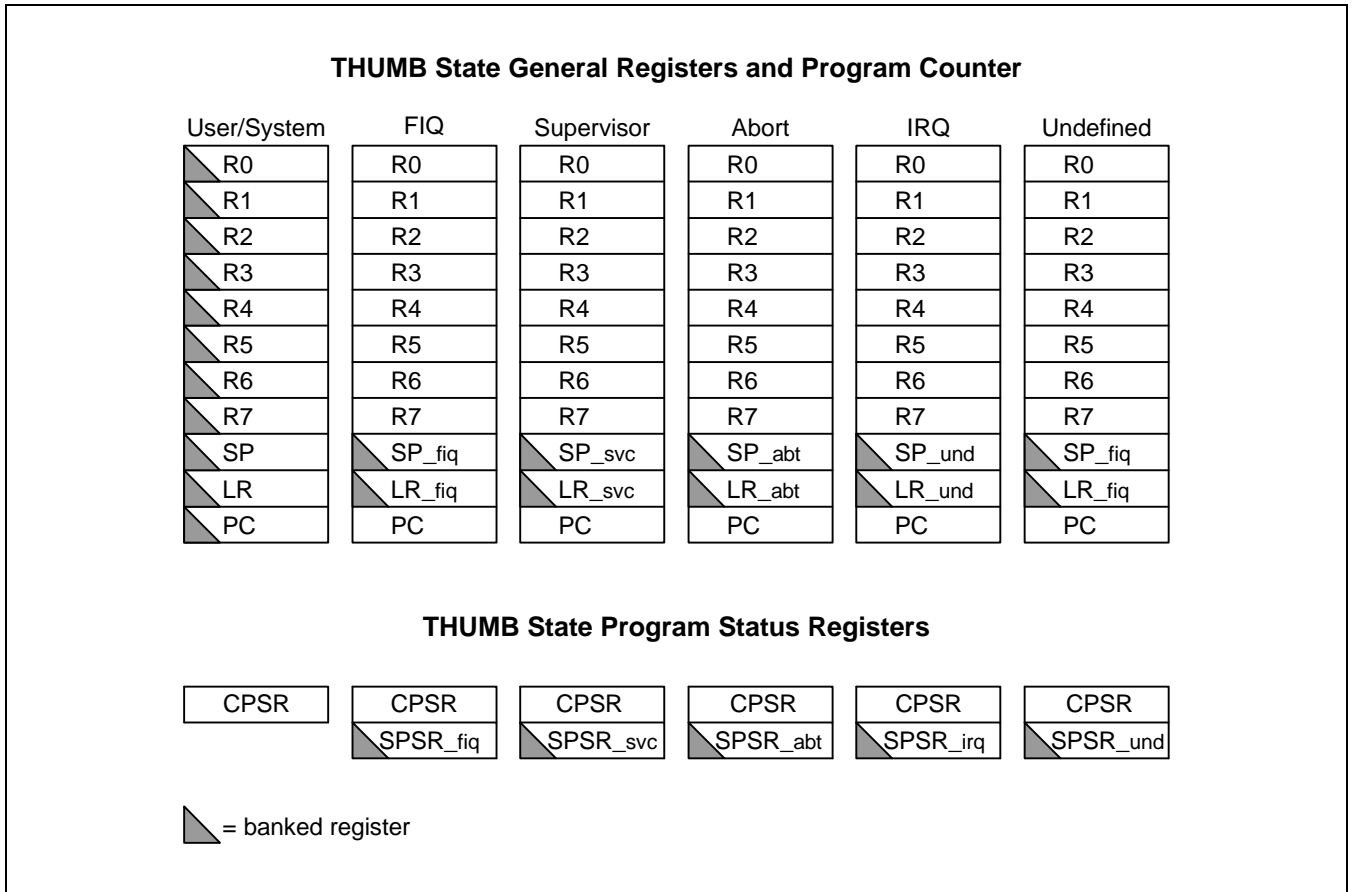 THUMB State General Registers and Program Counter
User/System FIQ Supervisor Abort IRQ Undefined
R0 R0 R0 R0 R0 R0
R1 R1 R1 R1 R1 R1
R2 R2 R2 R2 R2 R2
R3 R3 R3 R3 R3 R3
R4 R4 R4 R4 R4 R4
R5 R5 R5 R5 R5 R5
R6 R6 R6 R6 R6 R6
R7 R7 R7 R7 R7 R7
SP SP_fiq SP_svc SP_abt SP_und SP_fiq
LR LR_fiq LR_svc LR_abt LR_und LR_fiq
PC PC PC PC PC PC
THUMB State Program Status Registers
CPSR CPSR CPSR CPSR CPSR CPSR
SPSR_fiq SPSR_svc SPSR_abt SPSR_irq SPSR_und
= banked register